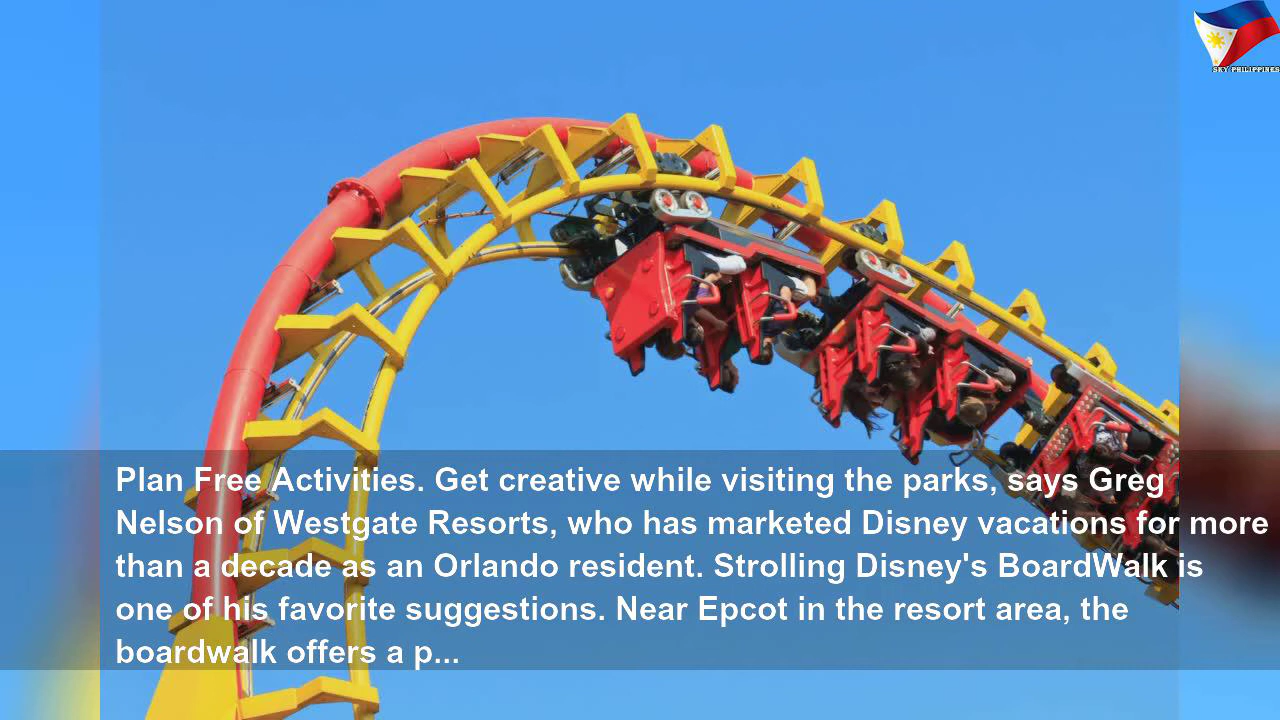 SKY PHILIPPINES
Plan Free Activities. Get creative while visiting the parks, says Greg
Nelson of Westgate Resorts, who has marketed Disney vacations for more
than a decade as an Orlando resident. Strolling Disney's BoardWalk is
one of his favorite suggestions. Near Epcot in the resort area, the
boardwalk offers a p...